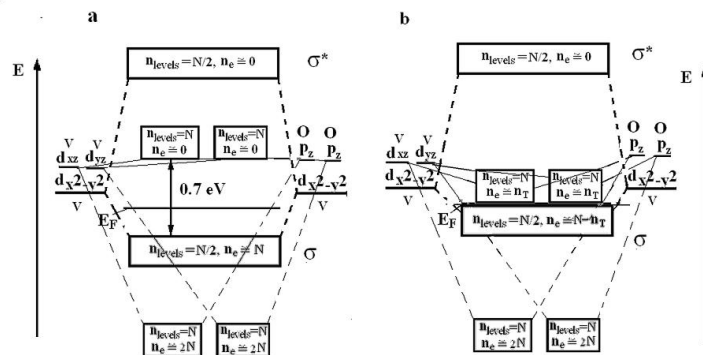 a
n_levels = N/2, n_e ≅ 0 σ*
E
V V
d_xz d_yz
n_levels=N n_e ≅ 0
n_levels=N n_e ≅ 0
O O
p_z p_z
d_x²-y² d_x²-y²
V V
0.7 eV
E_F
n_levels = N/2, n_e ≅ N σ
n_levels=N n_e ≅ 2N
n_levels=N n_e ≅ 2N
b
n_levels = N/2, n_e ≅ 0 σ*
E
V V
d_xz d_yz
n_levels=N n_e ≅ n_T
n_levels=N n_e ≅ n_T
O O
p_z p_z
d_x²-y² d_x²-y²
V V
E_F
n_levels = N/2, n_e ≅ N−n_T σ
n_levels=N n_e ≅ 2N
n_levels=N n_e ≅ 2N